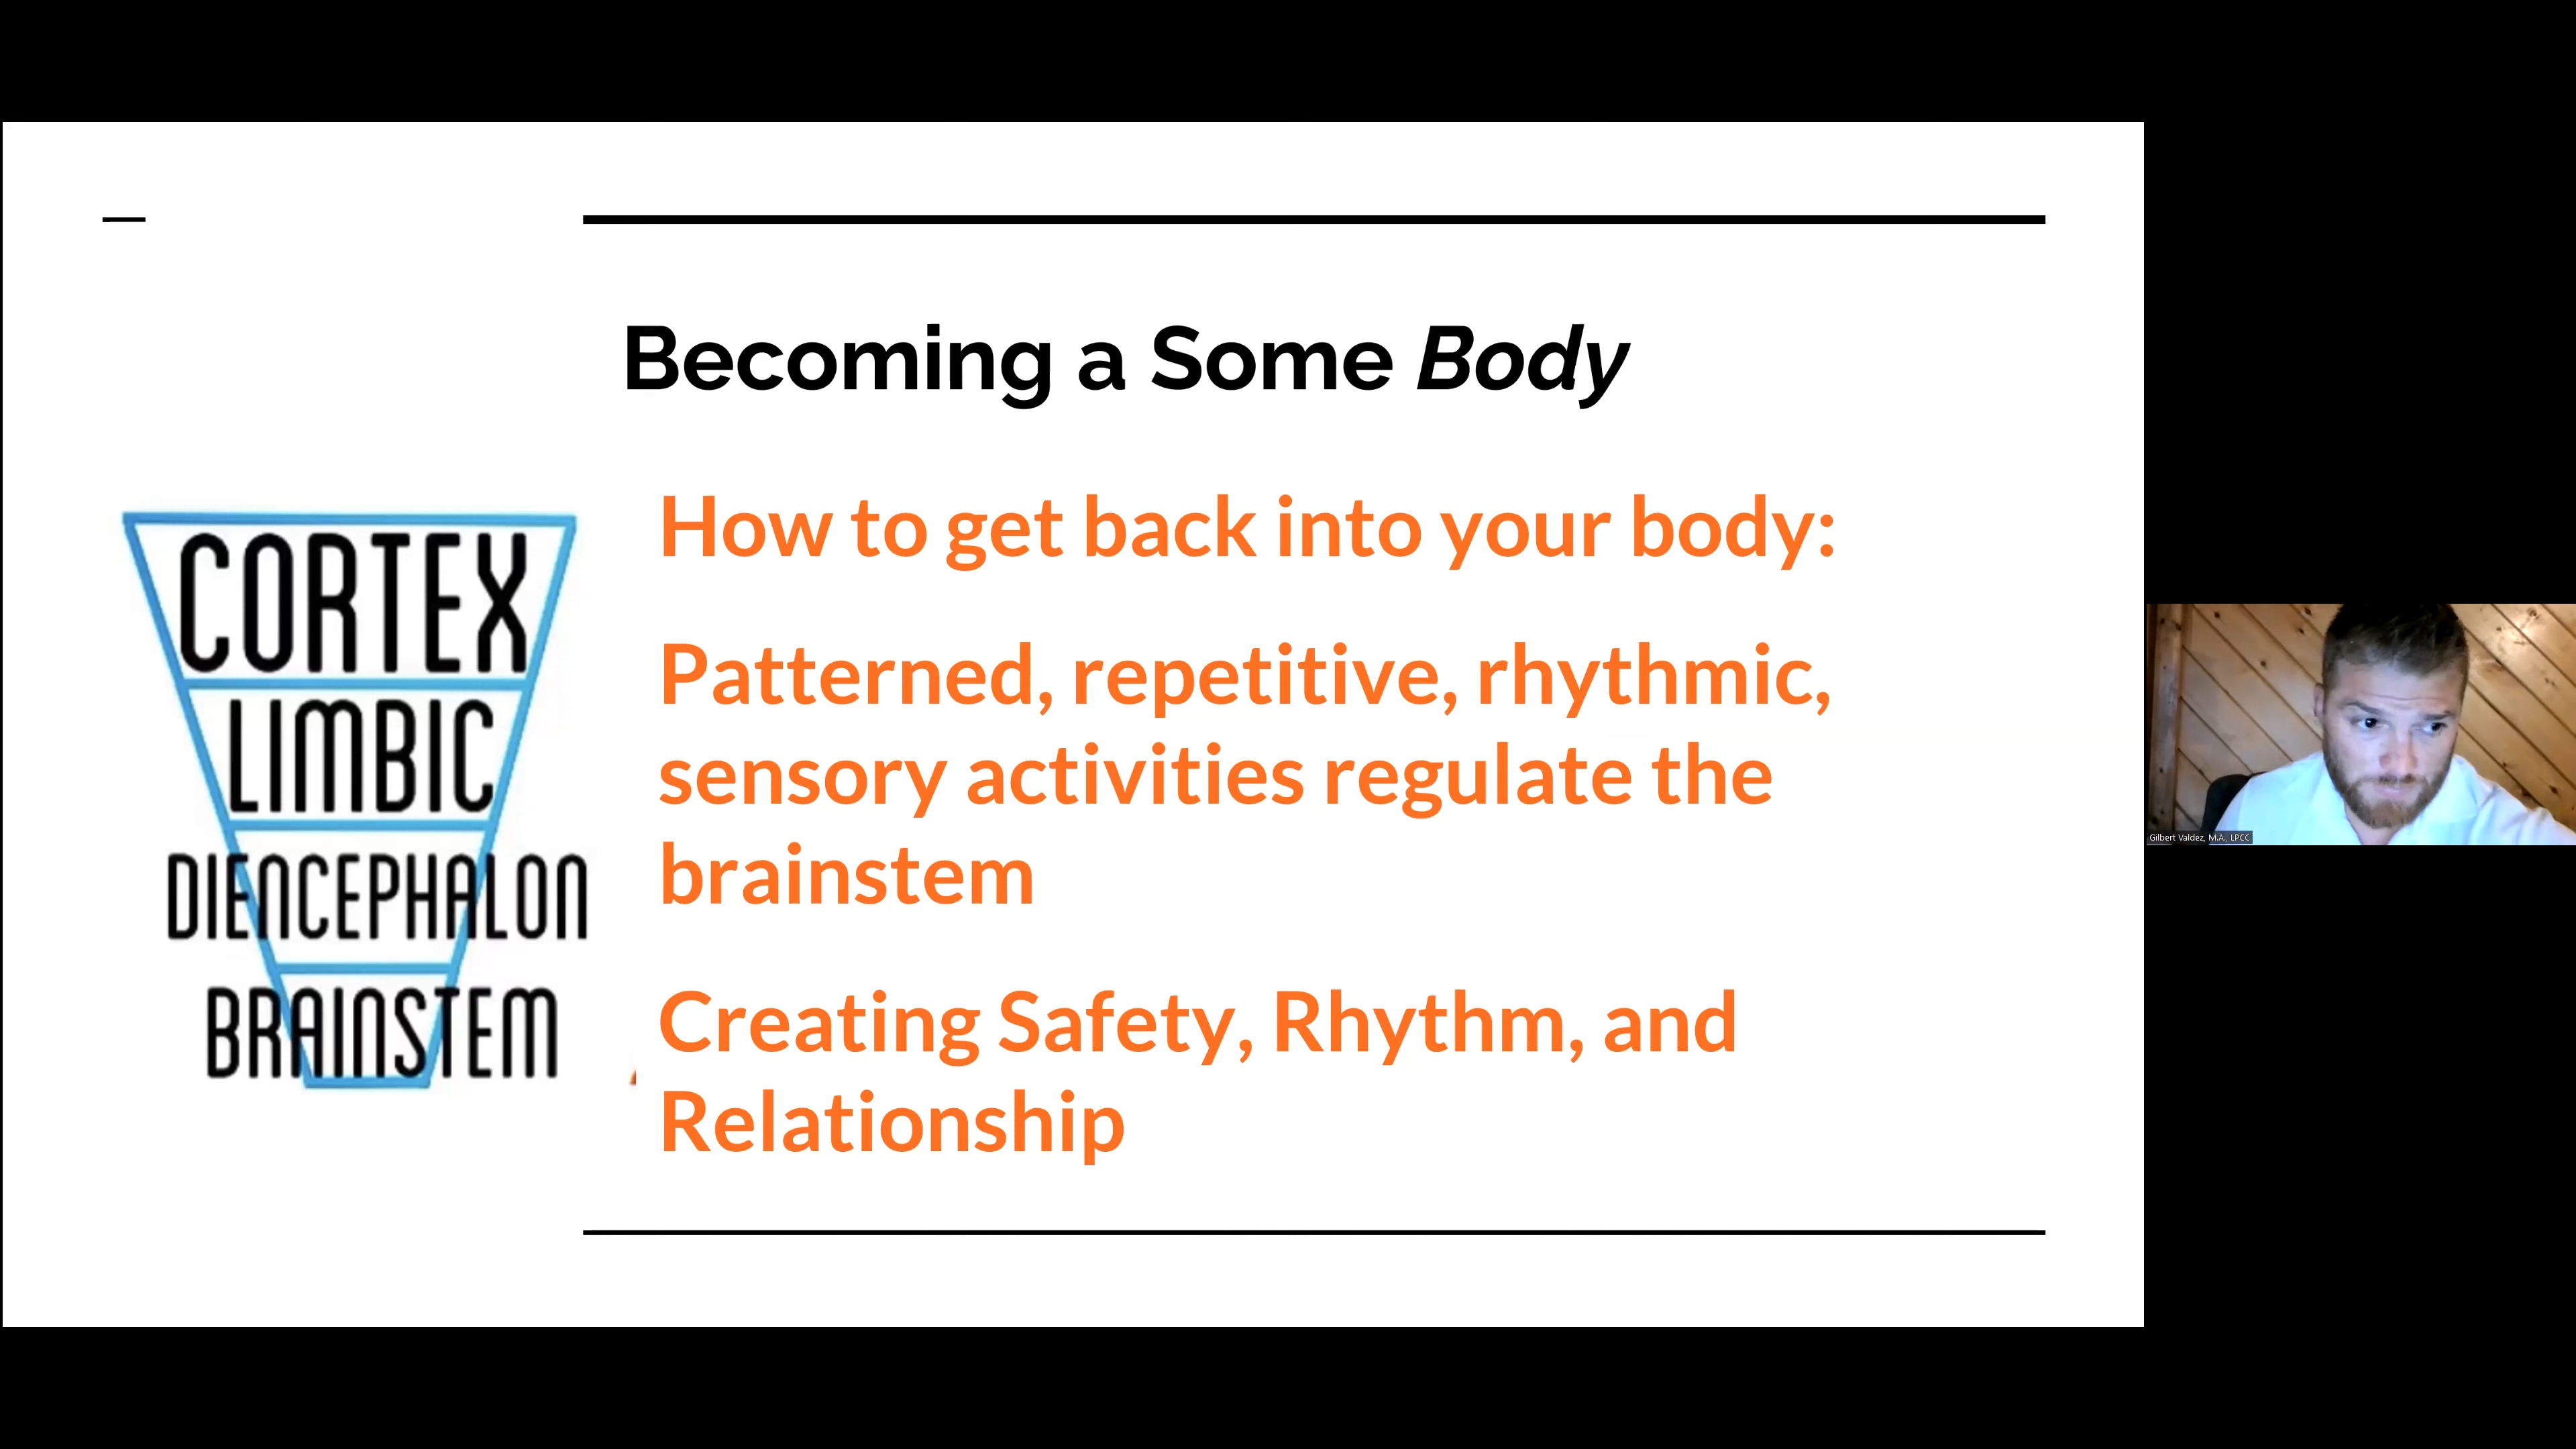 Becoming a Some Body
How to get back into your body:
Patterned, repetitive, rhythmic,
sensory activities regulate the
brainstem
Creating Safety, Rhythm, and
Relationship
CORTEX
LIMBIC
DIENCEPHALON
BRAINSTEM
Gilbert Valdez, M.A., LPCC